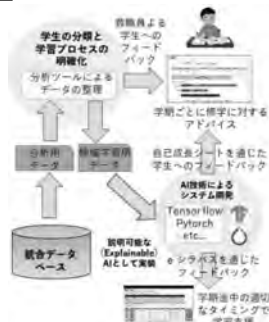 学生の分類と
学習プロセスの
明確化
分析ツールによる
データの整理
教職員よる
学生への
フィード
バック
学期ごとに修学に対する
アドバイス
分析用
データ
機械学習用
データ
自己成長シートを通じた
学生へのフィードバック
AI技術による
システム開発
Tensorflow
Pytorch
etc...
統合データ
ベース
説明可能な
(Explainable)
AIとして実装
eシラバスを通じた
フィードバック
学期途中の適切
なタイミングで